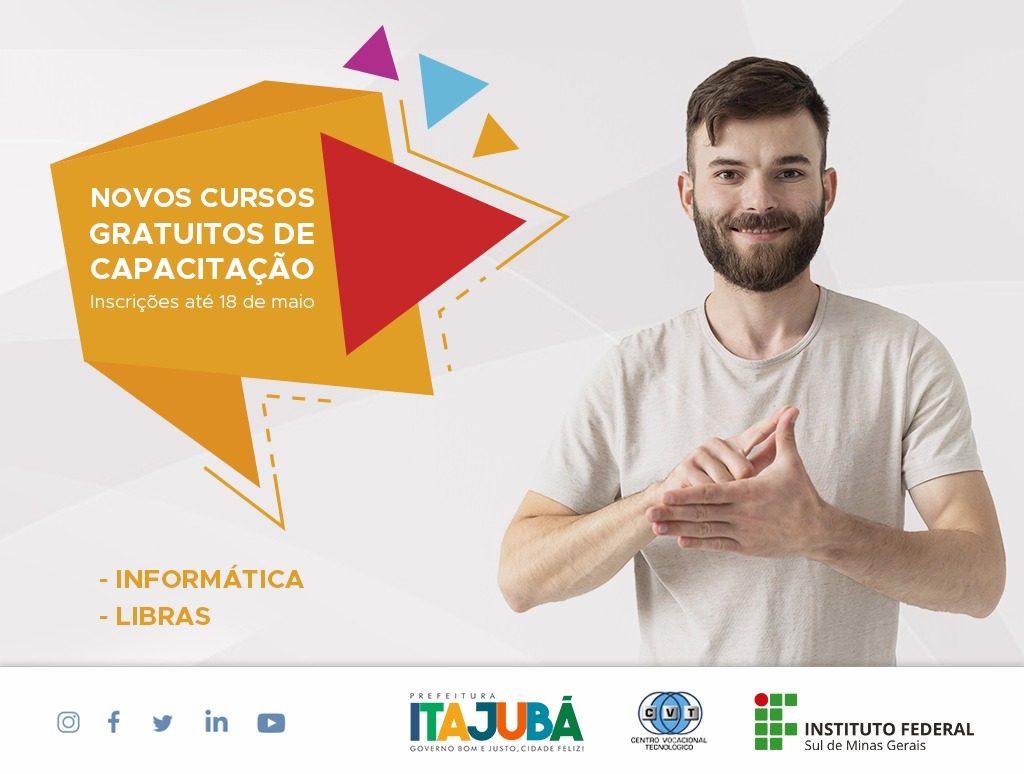 NOVOS CURSOS
GRATUITOS DE
CAPACITAÇÃO
Inscrições até 18 de maio
- INFORMÁTICA
- LIBRAS
PREFEITURA
ITAJUBÁ
GOVERNO BOM E JUSTO, CIDADE FELIZ!
CVT
CENTRO VOCACIONAL
TECNOLÓGICO
INSTITUTO FEDERAL
Sul de Minas Gerais